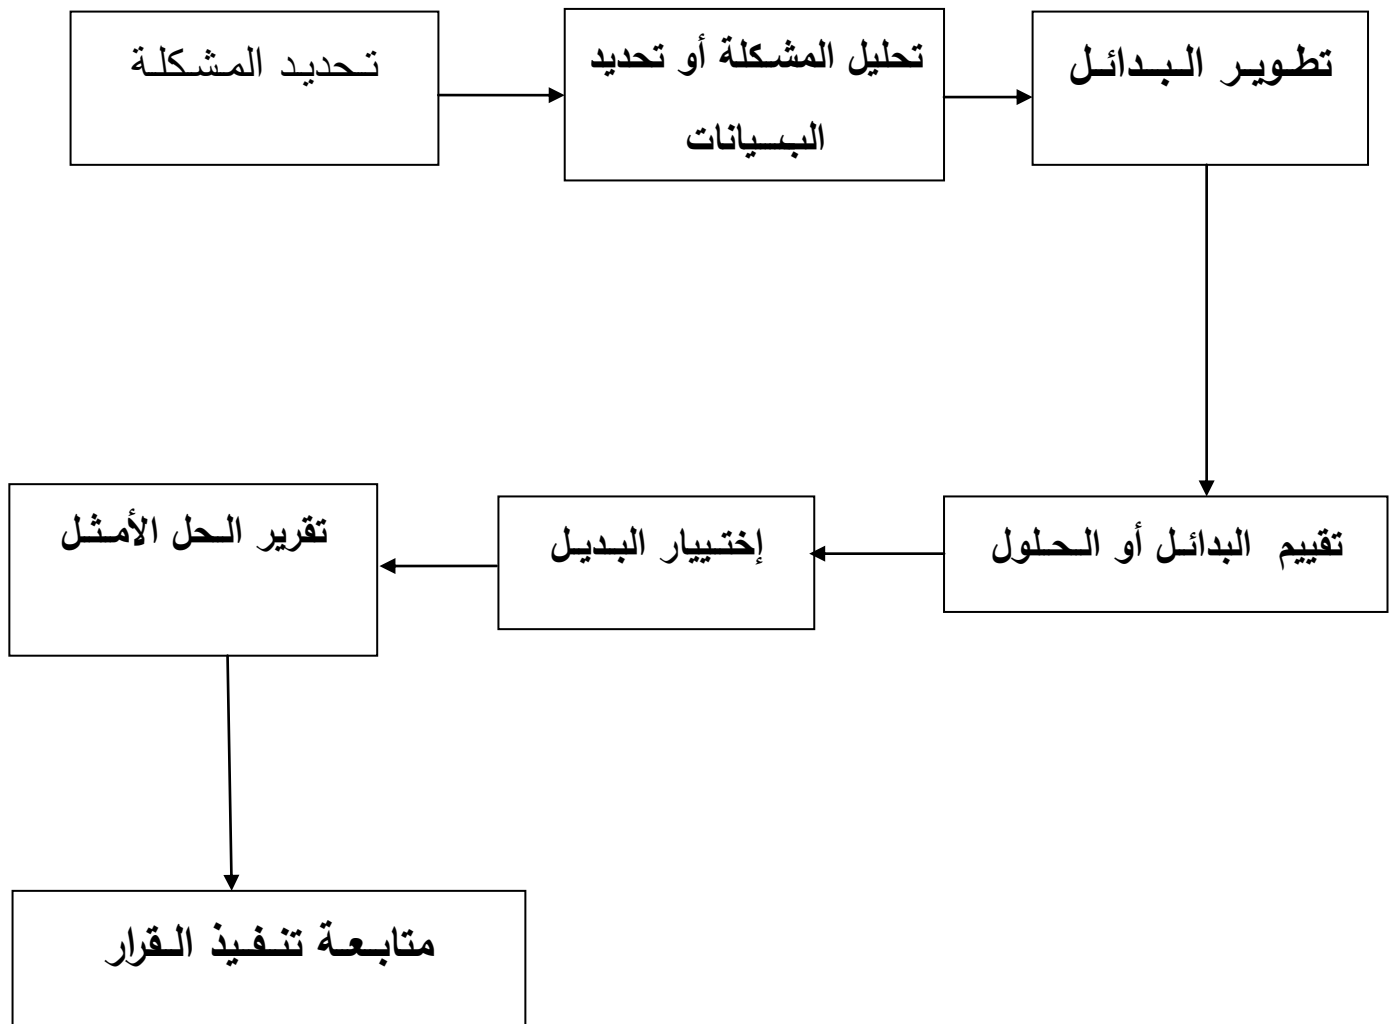 تحديد المشكلة
تحليل المشكلة أو تحديد
البيانات
تطوير البدائل
تقييم البدائل أو الحلول
إختييار البديل
تقرير الحل الأمثل
متابعة تنفيذ القرار